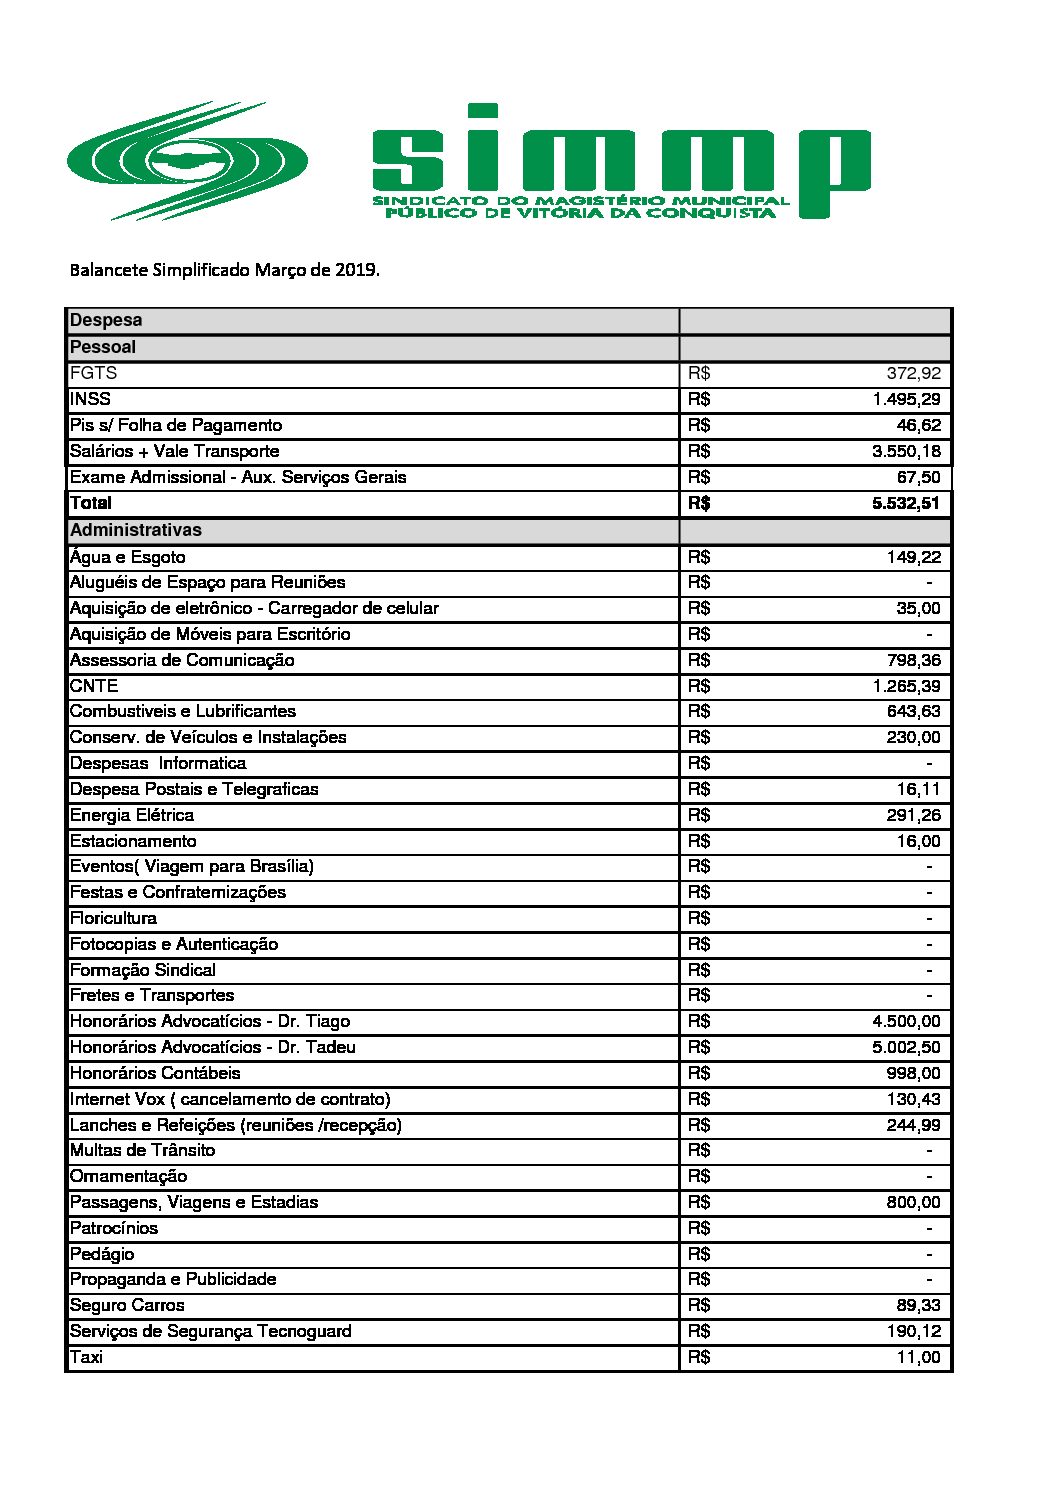 simmp
SINDICATO DO MAGISTÉRIO MUNICIPAL
PÚBLICO DE VITÓRIA DA CONQUISTA
Balancete Simplificado Março de 2019.
Despesa
Pessoal
FGTS R$ 372,92
INSS R$ 1.495,29
Pis s/ Folha de Pagamento R$ 46,62
Salários + Vale Transporte R$ 3.550,18
Exame Admissional - Aux. Serviços Gerais R$ 67,50
Total R$ 5.532,51
Administrativas
Água e Esgoto R$ 149,22
Aluguéis de Espaço para Reuniões R$ -
Aquisição de eletrônico - Carregador de celular R$ 35,00
Aquisição de Móveis para Escritório R$ -
Assessoria de Comunicação R$ 798,36
CNTE R$ 1.265,39
Combustiveis e Lubrificantes R$ 643,63
Conserv. de Veículos e Instalações R$ 230,00
Despesas  Informatica R$ -
Despesa Postais e Telegraficas R$ 16,11
Energia Elétrica R$ 291,26
Estacionamento R$ 16,00
Eventos( Viagem para Brasília) R$ -
Festas e Confraternizações R$ -
Floricultura R$ -
Fotocopias e Autenticação R$ -
Formação Sindical R$ -
Fretes e Transportes R$ -
Honorários Advocatícios - Dr. Tiago R$ 4.500,00
Honorários Advocatícios - Dr. Tadeu R$ 5.002,50
Honorários Contábeis R$ 998,00
Internet Vox ( cancelamento de contrato) R$ 130,43
Lanches e Refeições (reuniões /recepção) R$ 244,99
Multas de Trânsito R$ -
Ornamentação R$ -
Passagens, Viagens e Estadias R$ 800,00
Patrocínios R$ -
Pedágio R$ -
Propaganda e Publicidade R$ -
Seguro Carros R$ 89,33
Serviços de Segurança Tecnoguard R$ 190,12
Taxi R$ 11,00